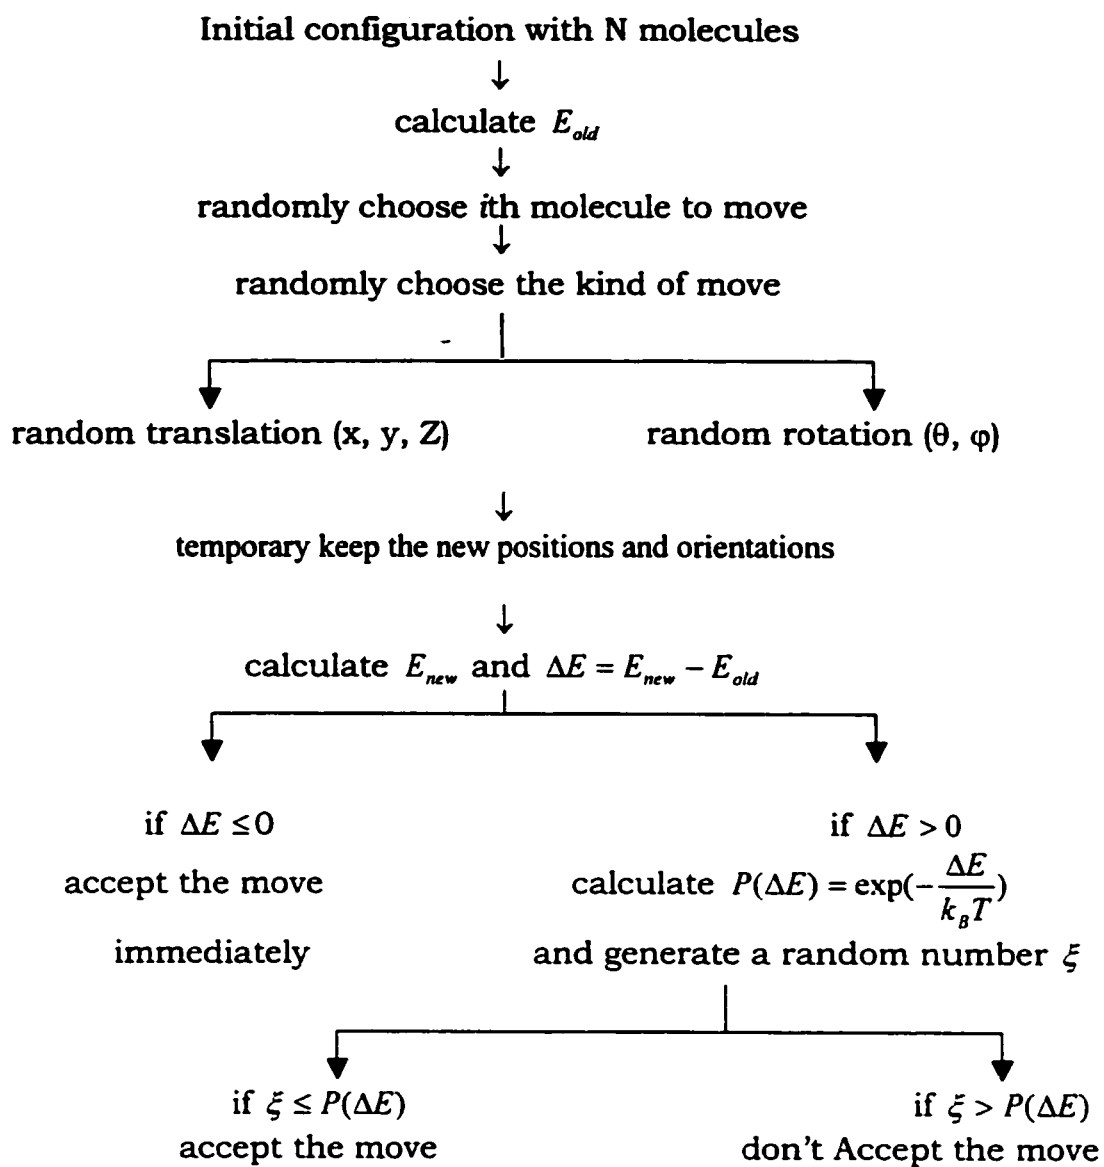 Initial configuration with N molecules
↓
calculate E_old
↓
randomly choose ith molecule to move
↓
randomly choose the kind of move
random translation (x, y, Z)
random rotation (θ, φ)
↓
temporary keep the new positions and orientations
↓
calculate E_new and ΔE = E_new − E_old
if ΔE ≤ 0
accept the move
immediately
if ΔE > 0
calculate P(ΔE) = exp(−ΔE/k_BT)
and generate a random number ξ
if ξ ≤ P(ΔE)
accept the move
if ξ > P(ΔE)
don't Accept the move